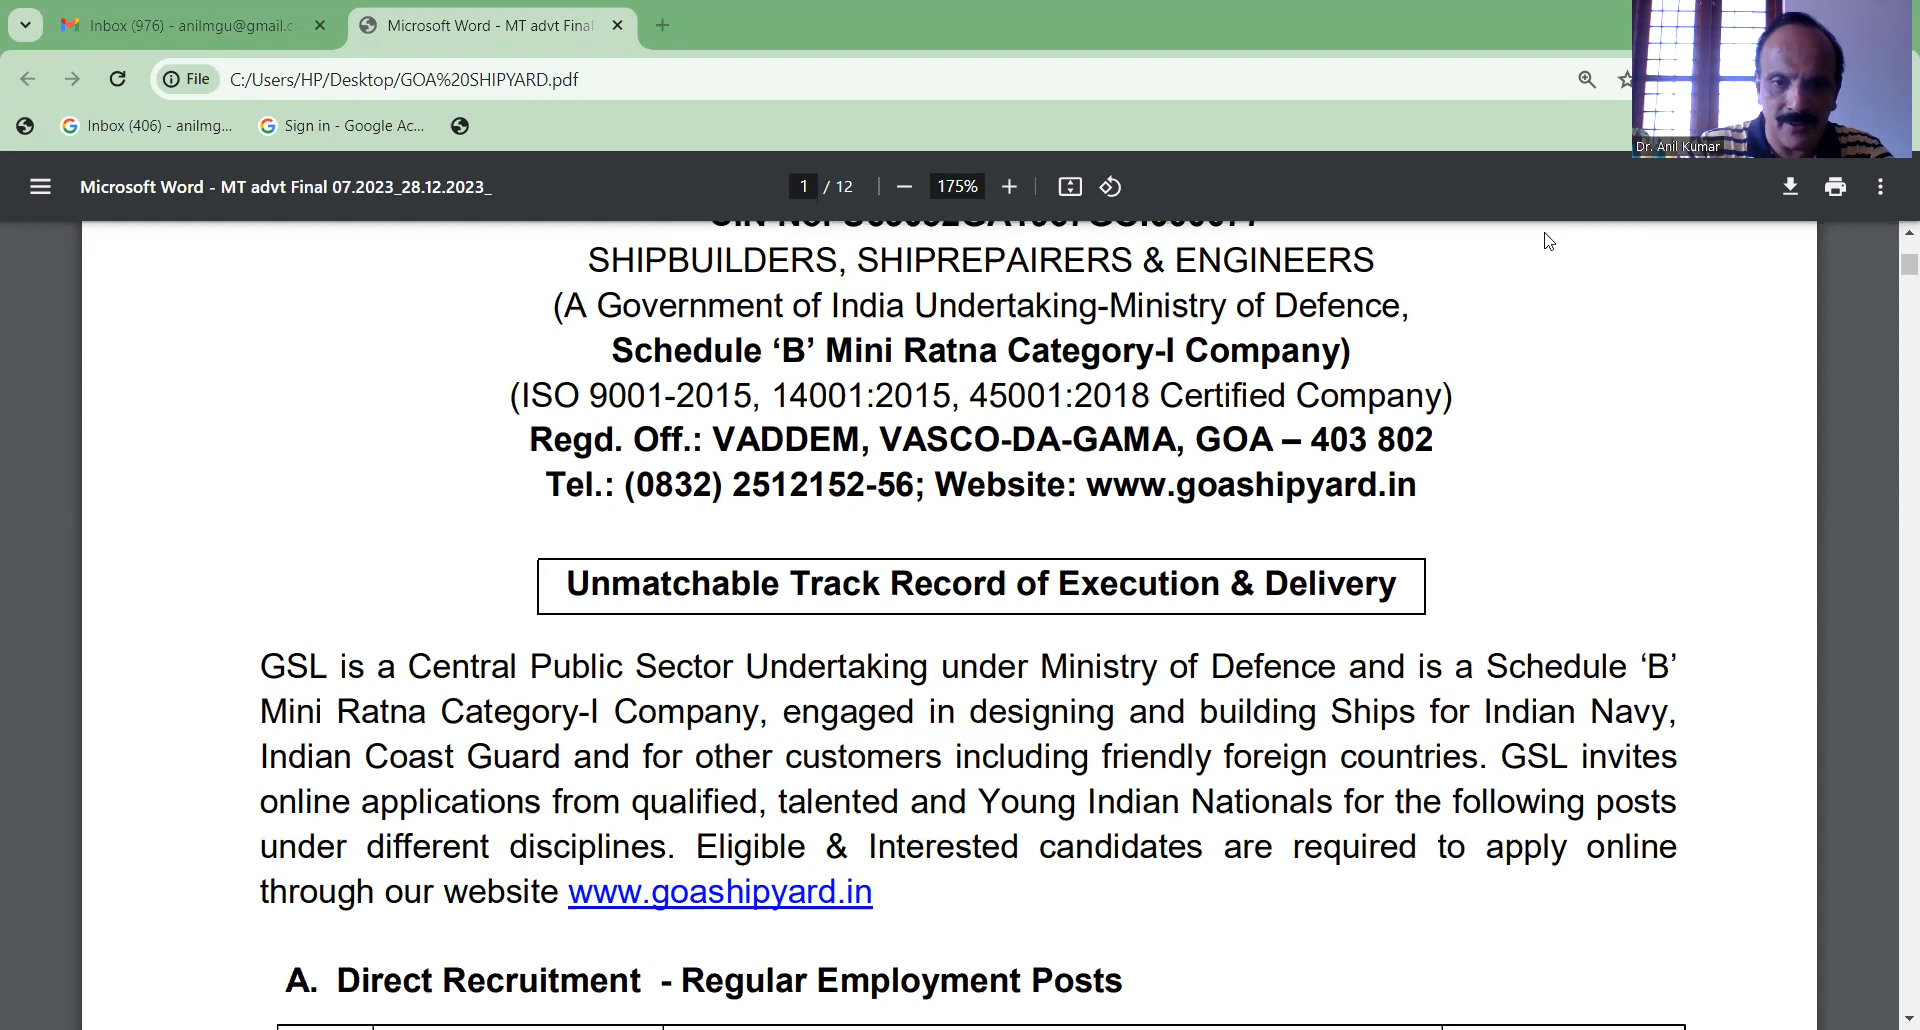 Inbox (976) - anilmgu@gmail.c
Microsoft Word - MT advt Final
File
C:/Users/HP/Desktop/GOA%20SHIPYARD.pdf
Inbox (406) - anilmg...
Sign in - Google Ac...
Dr. Anil Kumar
Microsoft Word - MT advt Final 07.2023_28.12.2023_
1 / 12
175%
SHIPBUILDERS, SHIPREPAIRERS & ENGINEERS
(A Government of India Undertaking-Ministry of Defence,
Schedule ‘B’ Mini Ratna Category-I Company)
(ISO 9001-2015, 14001:2015, 45001:2018 Certified Company)
Regd. Off.: VADDEM, VASCO-DA-GAMA, GOA – 403 802
Tel.: (0832) 2512152-56; Website: www.goashipyard.in
Unmatchable Track Record of Execution & Delivery
GSL is a Central Public Sector Undertaking under Ministry of Defence and is a Schedule ‘B’
Mini Ratna Category-I Company, engaged in designing and building Ships for Indian Navy,
Indian Coast Guard and for other customers including friendly foreign countries. GSL invites
online applications from qualified, talented and Young Indian Nationals for the following posts
under different disciplines. Eligible & Interested candidates are required to apply online
through our website www.goashipyard.in
A. Direct Recruitment - Regular Employment Posts